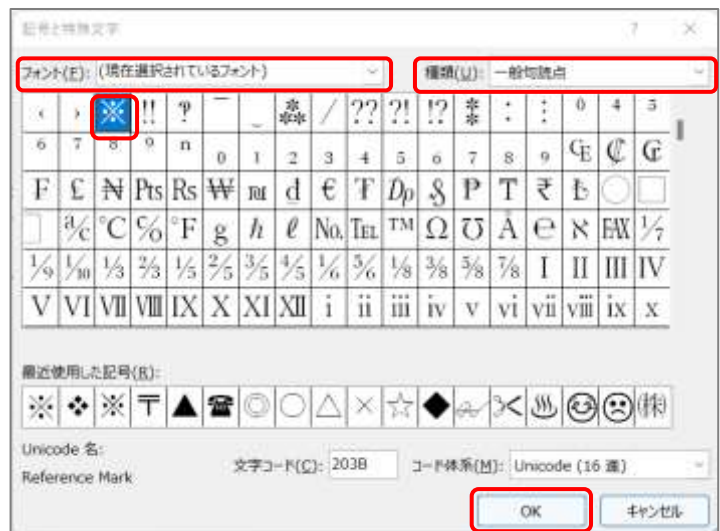 記号と特殊文字 ? ×
フォント(F): (現在選択されているフォント) 種類(U): 一般句読点
‹ › ※ ‼ ‽ ‾ ‿ ⁂ ⁄ ⁇ ⁈ ⁉ ⁑ ⁚ ⁝ ⁰ ⁴ ⁵
⁶ ⁷ ⁸ ⁹ ⁿ ₀ ₁ ₂ ₃ ₄ ₅ ₆ ₇ ₈ ₉ ₠ ₡ ₢
₣ ₤ ₦ ₧ ₨ ₩ ₪ ₫ € ₮ ₯ ₰ ₱ ₸ ₹ ₺
℀ ℃ ℅ ℉ ℊ ℏ ℓ № ℡ ™ Ω ℧ Å ℮ ℵ ℻ ⅐
⅑ ⅒ ⅓ ⅔ ⅕ ⅖ ⅗ ⅘ ⅙ ⅚ ⅛ ⅜ ⅝ ⅞ Ⅰ Ⅱ Ⅲ Ⅳ
Ⅴ Ⅵ Ⅶ Ⅷ Ⅸ Ⅹ Ⅺ Ⅻ ⅰ ⅱ ⅲ ⅳ ⅴ ⅵ ⅶ ⅷ ⅸ ⅹ
最近使用した記号(R):
※ ❖ ※ 〒 ▲ ☎ ◎ ○ △ × ☆ ◆ ✂ ♨ ☹ ㈱
Unicode 名:
Reference Mark 文字コード(C): 203B コード体系(M): Unicode (16 進)
OK キャンセル